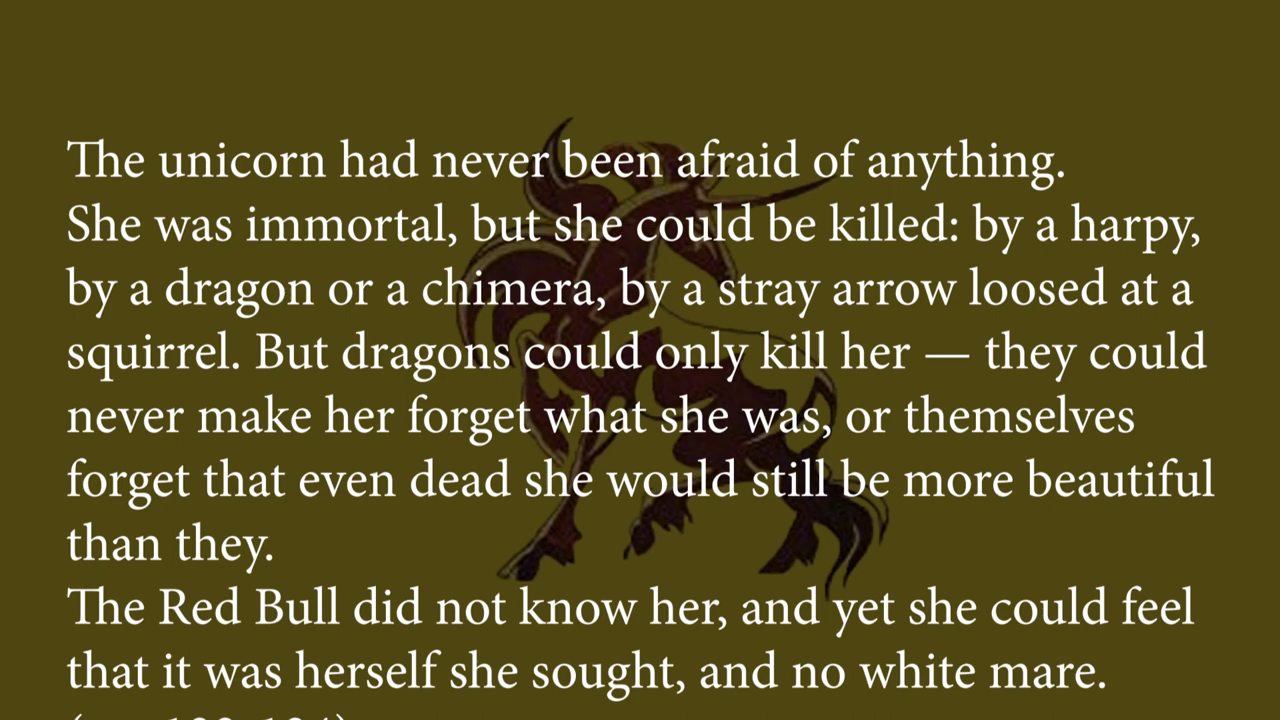 The unicorn had never been afraid of anything.
She was immortal, but she could be killed: by a harpy,
by a dragon or a chimera, by a stray arrow loosed at a
squirrel. But dragons could only kill her — they could
never make her forget what she was, or themselves
forget that even dead she would still be more beautiful
than they.
The Red Bull did not know her, and yet she could feel
that it was herself she sought, and no white mare.